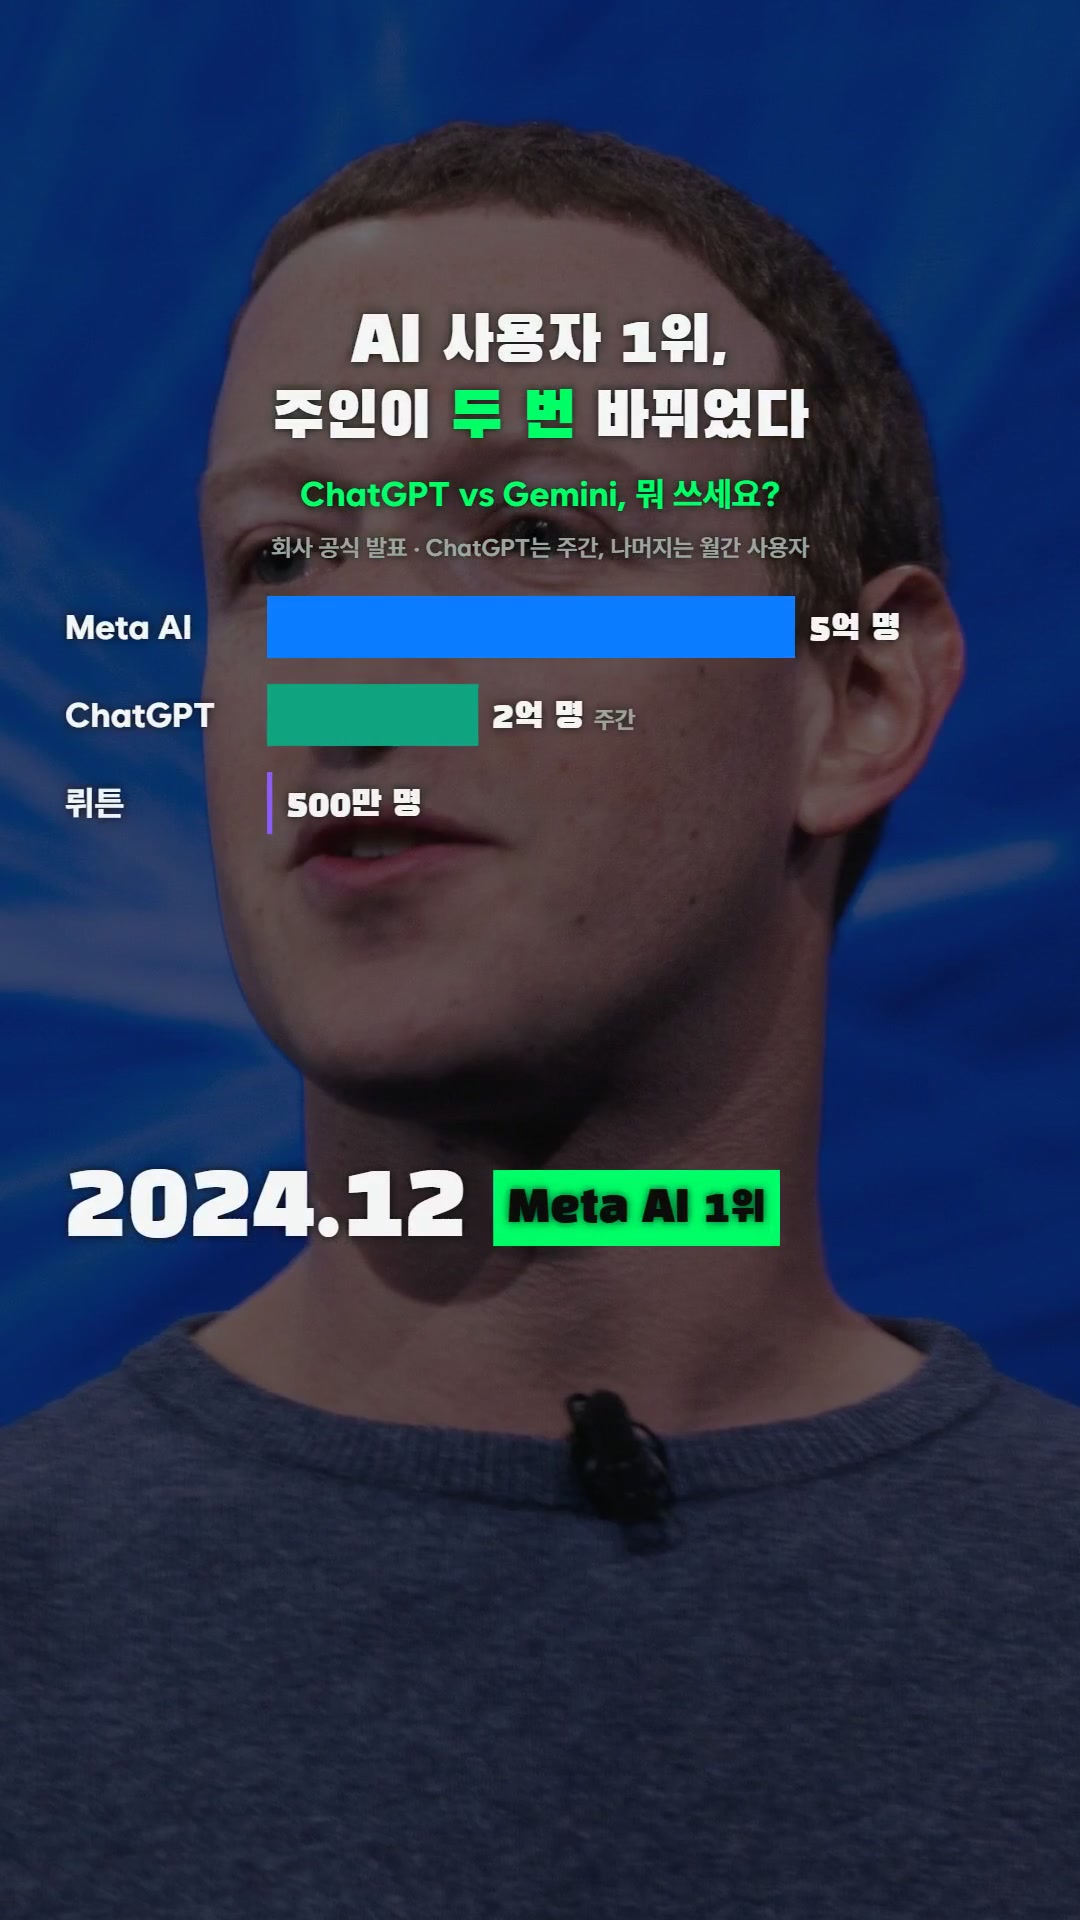 AI 사용자 1위,
주인이 두 번 바뀌었다
ChatGPT vs Gemini, 뭐 쓰세요?
회사 공식 발표 · ChatGPT는 주간, 나머지는 월간 사용자
Meta AI 5억 명
ChatGPT 2억 명 주간
뤼튼 500만 명
2024.12 Meta AI 1위